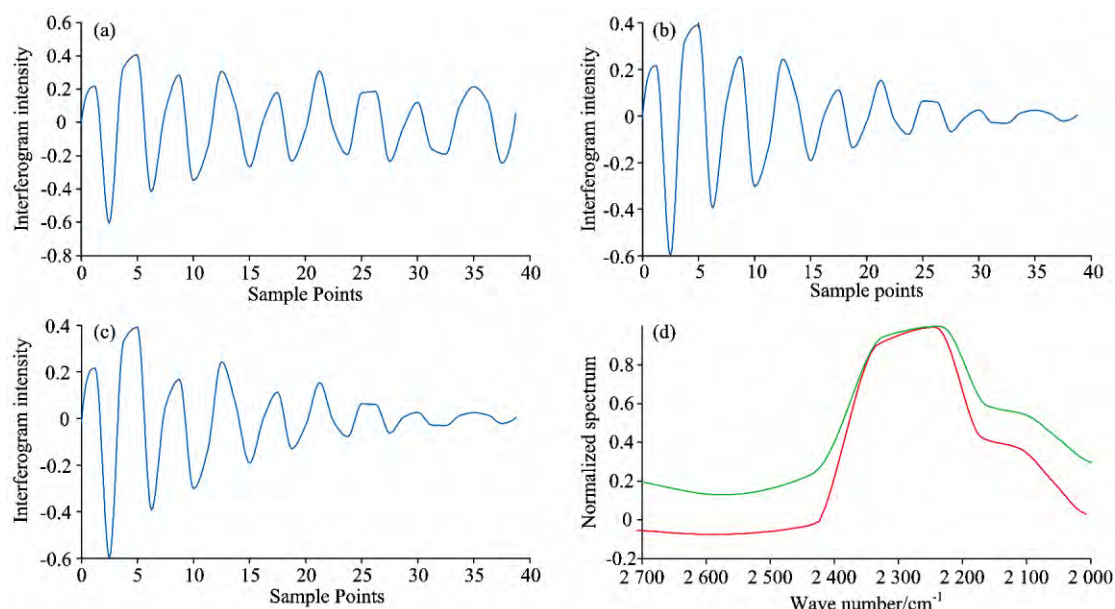 (a)
0.6
0.4
0.2
0
-0.2
-0.4
-0.6
-0.8
Interferogram intensity
0 5 10 15 20 25 30 35 40
Sample Points
(b)
0.4
0.2
0
-0.2
-0.4
-0.6
Interferogram intensity
0 5 10 15 20 25 30 35 40
Sample points
(c)
0.4
0.2
0
-0.2
-0.4
-0.6
Interferogram intensity
0 5 10 15 20 25 30 35 40
Sample Points
(d)
0.8
0.6
0.4
0.2
0
-0.2
Normalized spectrum
2 700 2 600 2 500 2 400 2 300 2 200 2 100 2 000
Wave number/cm⁻¹